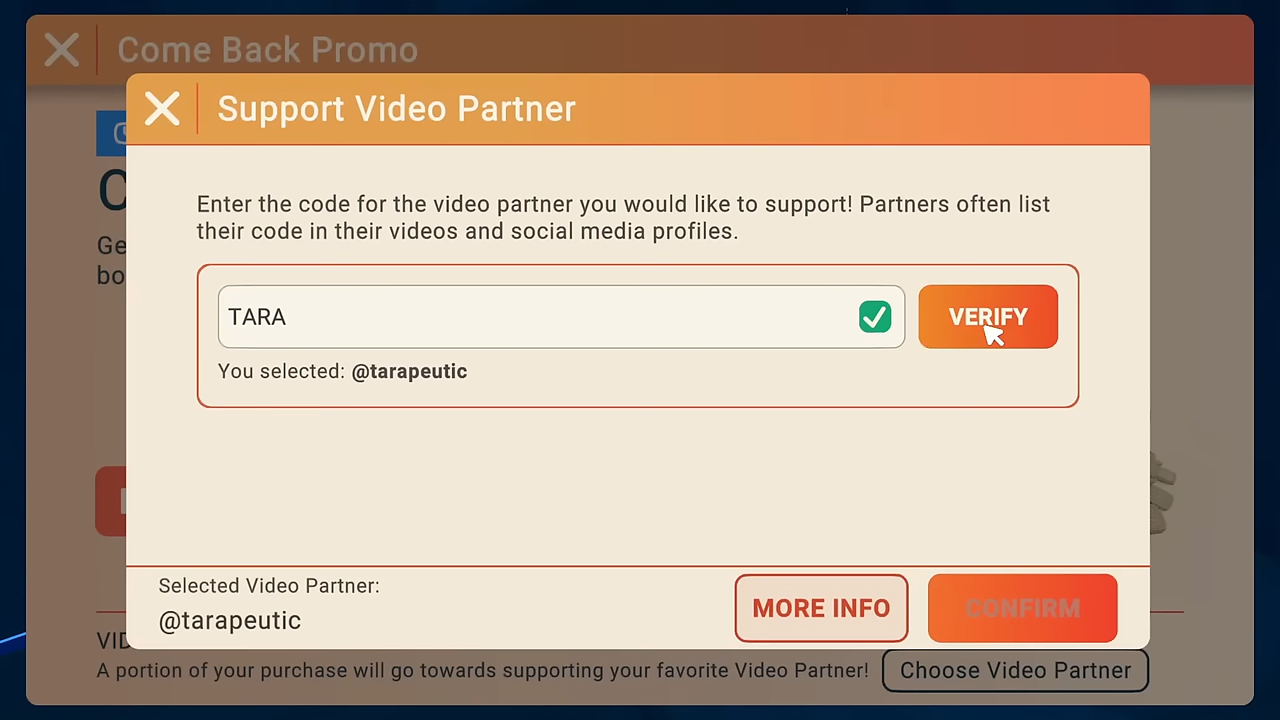 Come Back Promo
Support Video Partner
Enter the code for the video partner you would like to support! Partners often list
their code in their videos and social media profiles.
TARA
VERIFY
You selected: @tarapeutic
Selected Video Partner:
@tarapeutic
MORE INFO
CONFIRM
A portion of your purchase will go towards supporting your favorite Video Partner!
Choose Video Partner